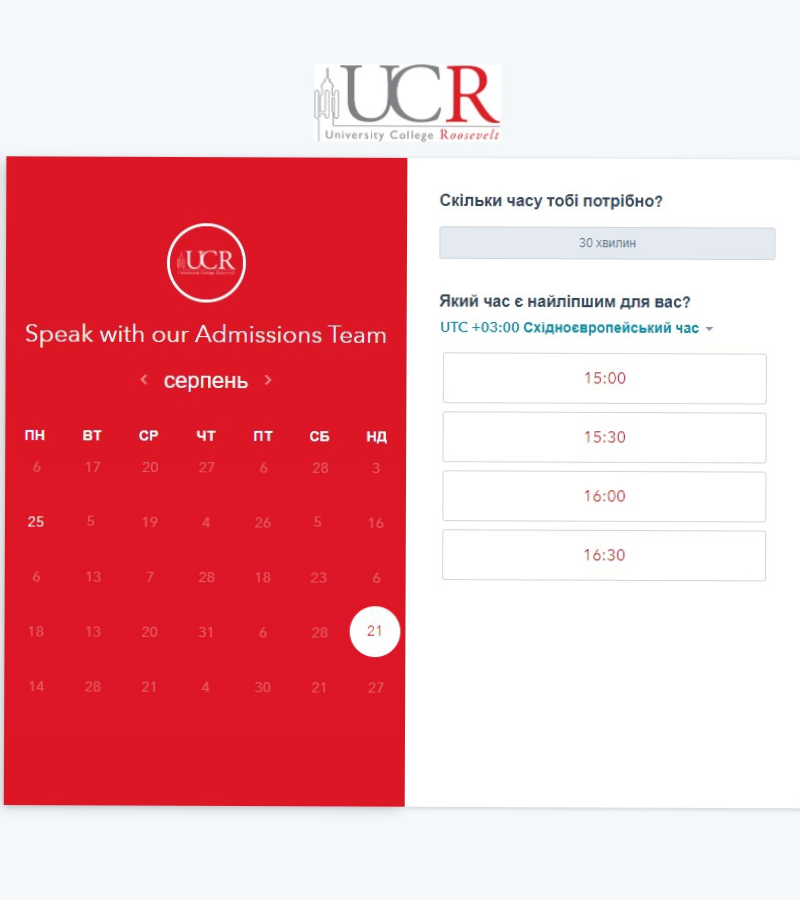 UCR
University College Roosevelt
UCR
Speak with our Admissions Team
серпень
ПН ВТ СР ЧТ ПТ СБ НД
6 17 20 27 6 28 3
25 5 19 4 26 5 16
6 13 7 28 18 23 6
18 13 20 31 6 28 21
14 28 21 4 30 21 27
Скільки часу тобі потрібно?
30 хвилин
Який час є найліпшим для вас?
UTC +03:00 Східноєвропейський час
15:00
15:30
16:00
16:30